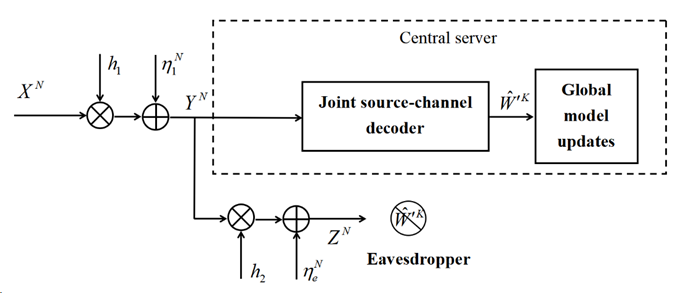 Central server
X^N
h_1
η_1^N
Y^N
Joint source-channel
decoder
Ŵ'^K
Global
model
updates
h_2
η_e^N
Z^N
Ŵ'^K
Eavesdropper